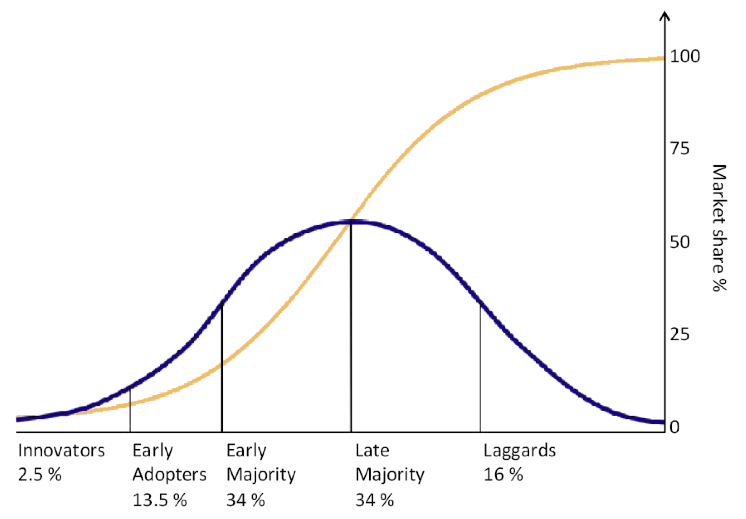 100
75
50
25
0
Market share %
Innovators
2.5 %
Early
Adopters
13.5 %
Early
Majority
34 %
Late
Majority
34 %
Laggards
16 %